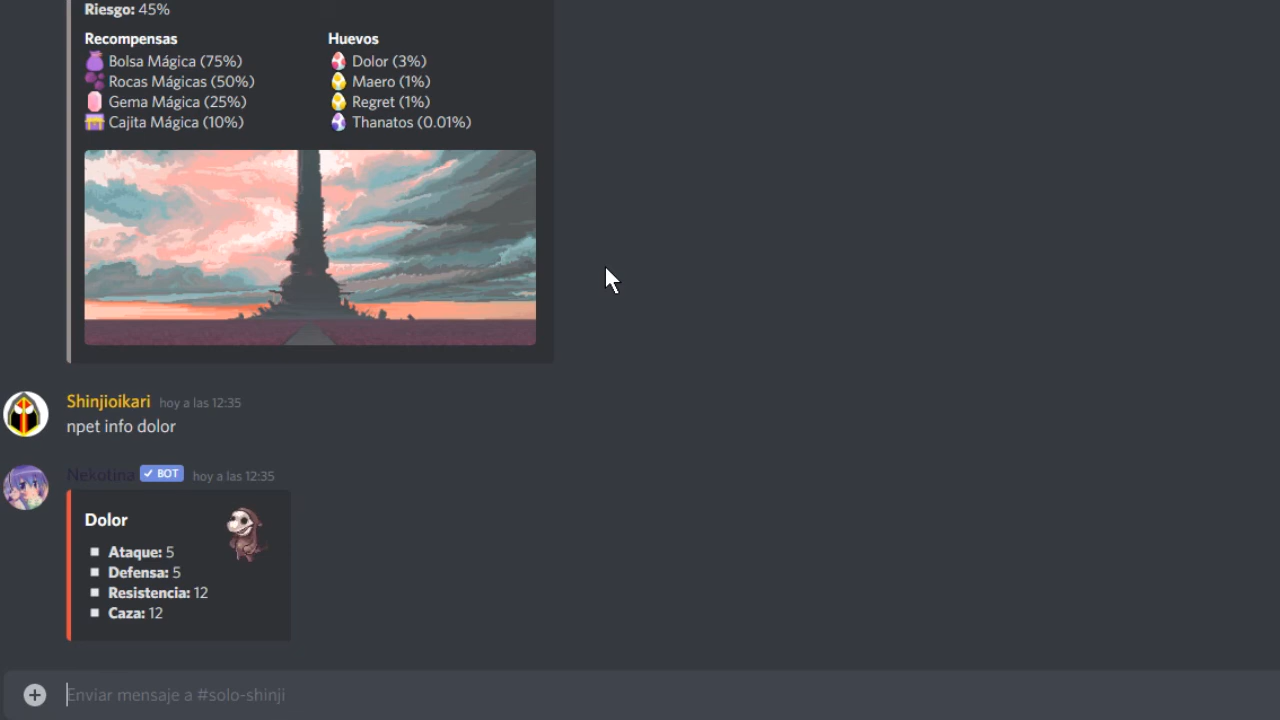 Riesgo: 45%
Recompensas
Bolsa Mágica (75%)
Rocas Mágicas (50%)
Gema Mágica (25%)
Cajita Mágica (10%)
Huevos
Dolor (3%)
Maero (1%)
Regret (1%)
Thanatos (0.01%)
Shinjioikari hoy a las 12:35
npet info dolor
Nekotina ✓ BOT hoy a las 12:35
Dolor
Ataque: 5
Defensa: 5
Resistencia: 12
Caza: 12
Enviar mensaje a #solo-shinji